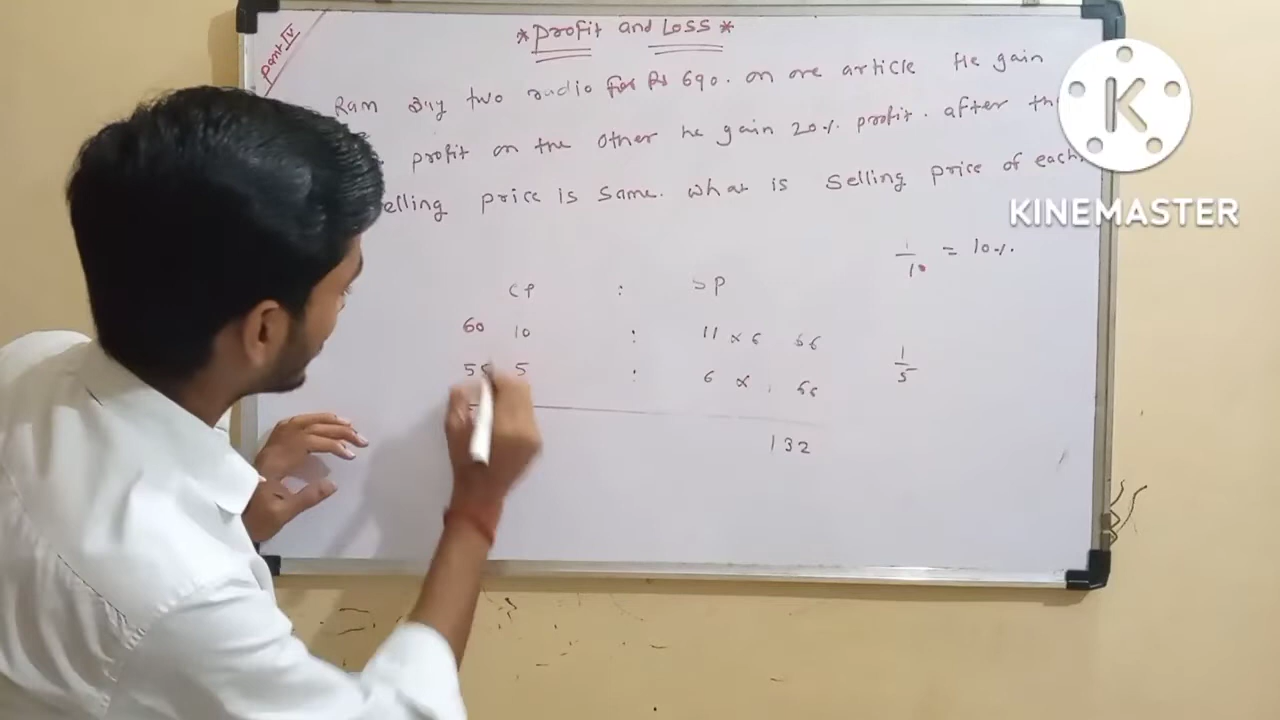 Part IV
* Profit and Loss *
Ram Buy two radio for Rs 690. on one article He gain
profit on the other he gain 20% profit. after th
elling price is same. what is selling price of each.
1/10 = 10%.
CP : SP
60 10 : 11 × 6 66
55 5 : 6 × 66
1/5
132
K
KINEMASTER